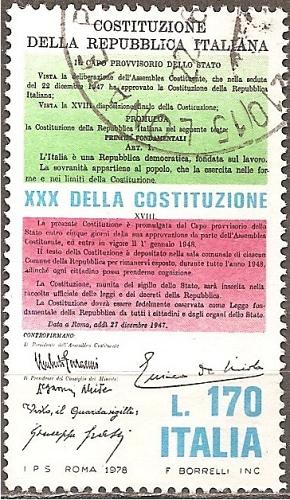 COSTITUZIONE
DELLA REPUBBLICA ITALIANA
IL CAPO PROVVISORIO DELLO STATO
VISTA la deliberazione dell'Assemblea Costituente, che nella seduta
del 22 dicembre 1947 ha approvato la Costituzione della Repubblica
Italiana;
VISTA la XVIII disposizione finale della Costituzione;
PROMULGA
la Costituzione della Repubblica Italiana nel seguente testo:
PRINCIPII FONDAMENTALI
ART. 1.
L'Italia è una Repubblica democratica, fondata sul lavoro.
La sovranità appartiene al popolo, che la esercita nelle for-
me e nei limiti della Costituzione.
XXX DELLA COSTITUZIONE
XVIII
La presente Costituzione è promulgata dal Capo provvisorio dello
Stato entro cinque giorni dalla sua approvazione da parte dell'Assemblea
Costituente, ed entra in vigore il 1° gennaio 1948.
Il testo della Costituzione è depositato nella sala comunale di ciascun
Comune della Repubblica per rimanervi esposto, durante tutto l'anno 1948,
affinché ogni cittadino possa prenderne cognizione.
La Costituzione, munita del sigillo dello Stato, sarà inserita nella
raccolta ufficiale delle leggi e dei decreti della Repubblica.
La Costituzione dovrà essere fedelmente osservata come Legge fon-
damentale della Repubblica da tutti i cittadini e dagli organi dello Stato.
Data a Roma, addì 27 dicembre 1947.
CONTROFIRMANO:
Il Presidente dell'Assemblea Costituente
Umberto Terracini
Enrico de Nicola
Il Presidente del Consiglio dei Ministri
Visto, il Guardasigilli:
Giuseppe Grassi
L. 170
ITALIA
I P S ROMA 1978
F BORRELLI INC